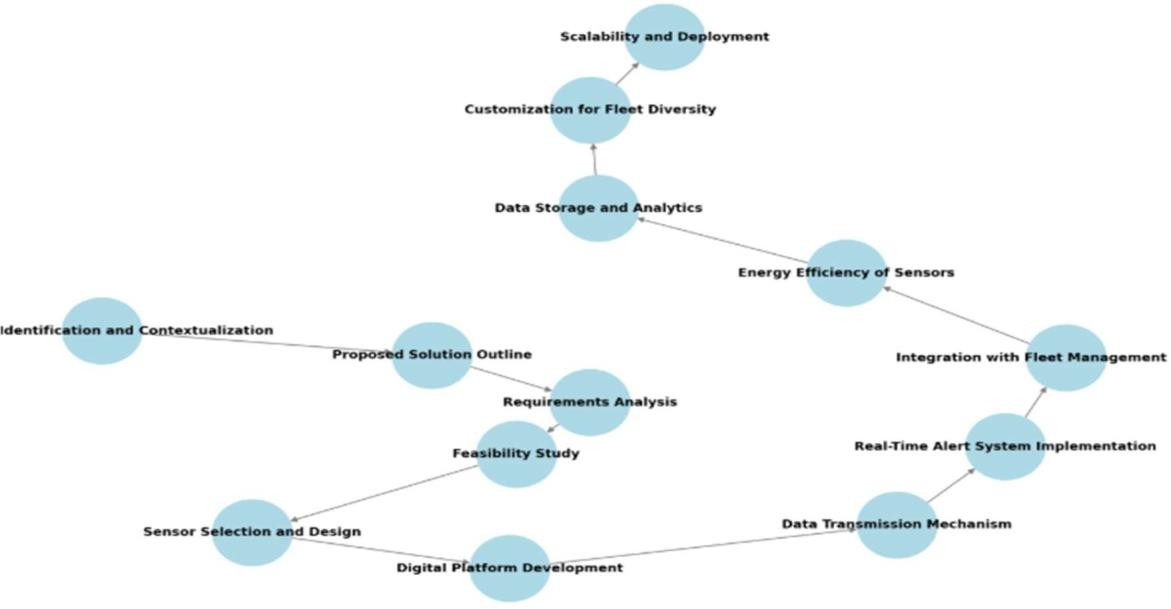 Scalability and Deployment
Customization for Fleet Diversity
Data Storage and Analytics
Energy Efficiency of Sensors
Identification and Contextualization
Proposed Solution Outline
Integration with Fleet Management
Requirements Analysis
Real-Time Alert System Implementation
Feasibility Study
Data Transmission Mechanism
Sensor Selection and Design
Digital Platform Development